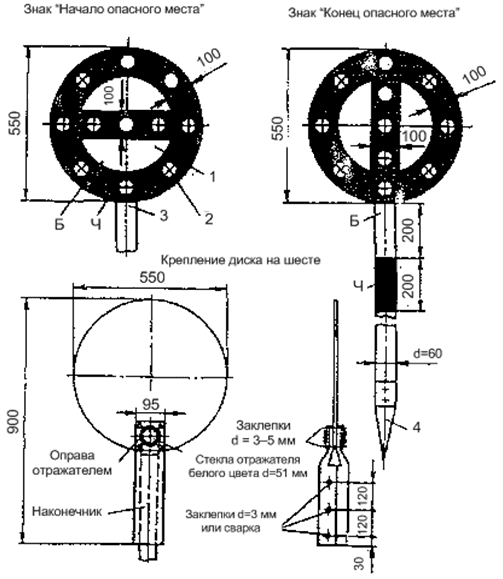 Знак “Начало опасного места”
Знак “Конец опасного места”
100
100
550
100
550
100
1
2
3
Б
Ч
Б
200
Крепление диска на шесте
Ч
200
550
d=60
900
95
4
Заклепки
d = 3–5 мм
Оправа
отражателем
Стекла отражателя
белого цвета d=51 мм
Наконечник
Заклепки d=3 мм
или сварка
120
120
30